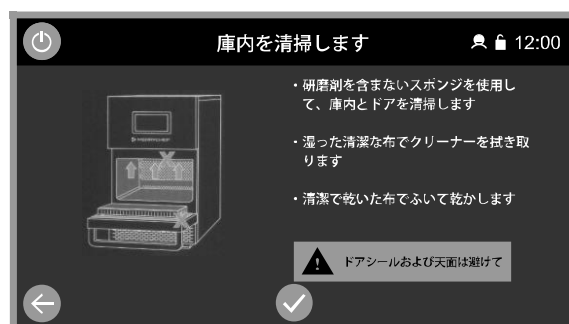 庫内を清掃します
12:00
・研磨剤を含まないスポンジを使用し
て、庫内とドアを清掃します
・湿った清潔な布でクリーナーを拭き取
ります
・清潔で乾いた布でふいて乾かします
ドアシールおよび天面は避けて